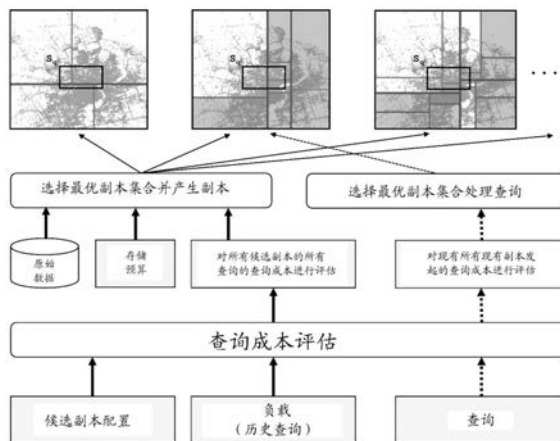 S
S
S
...
选择最优副本集合并产生副本
选择最优副本集合处理查询
原始
数据
存储
预算
对所有候选副本的所有
查询的查询成本进行评估
对现有所有现有副本发
起的查询成本进行评估
查询成本评估
候选副本配置
负载
(历史查询)
查询